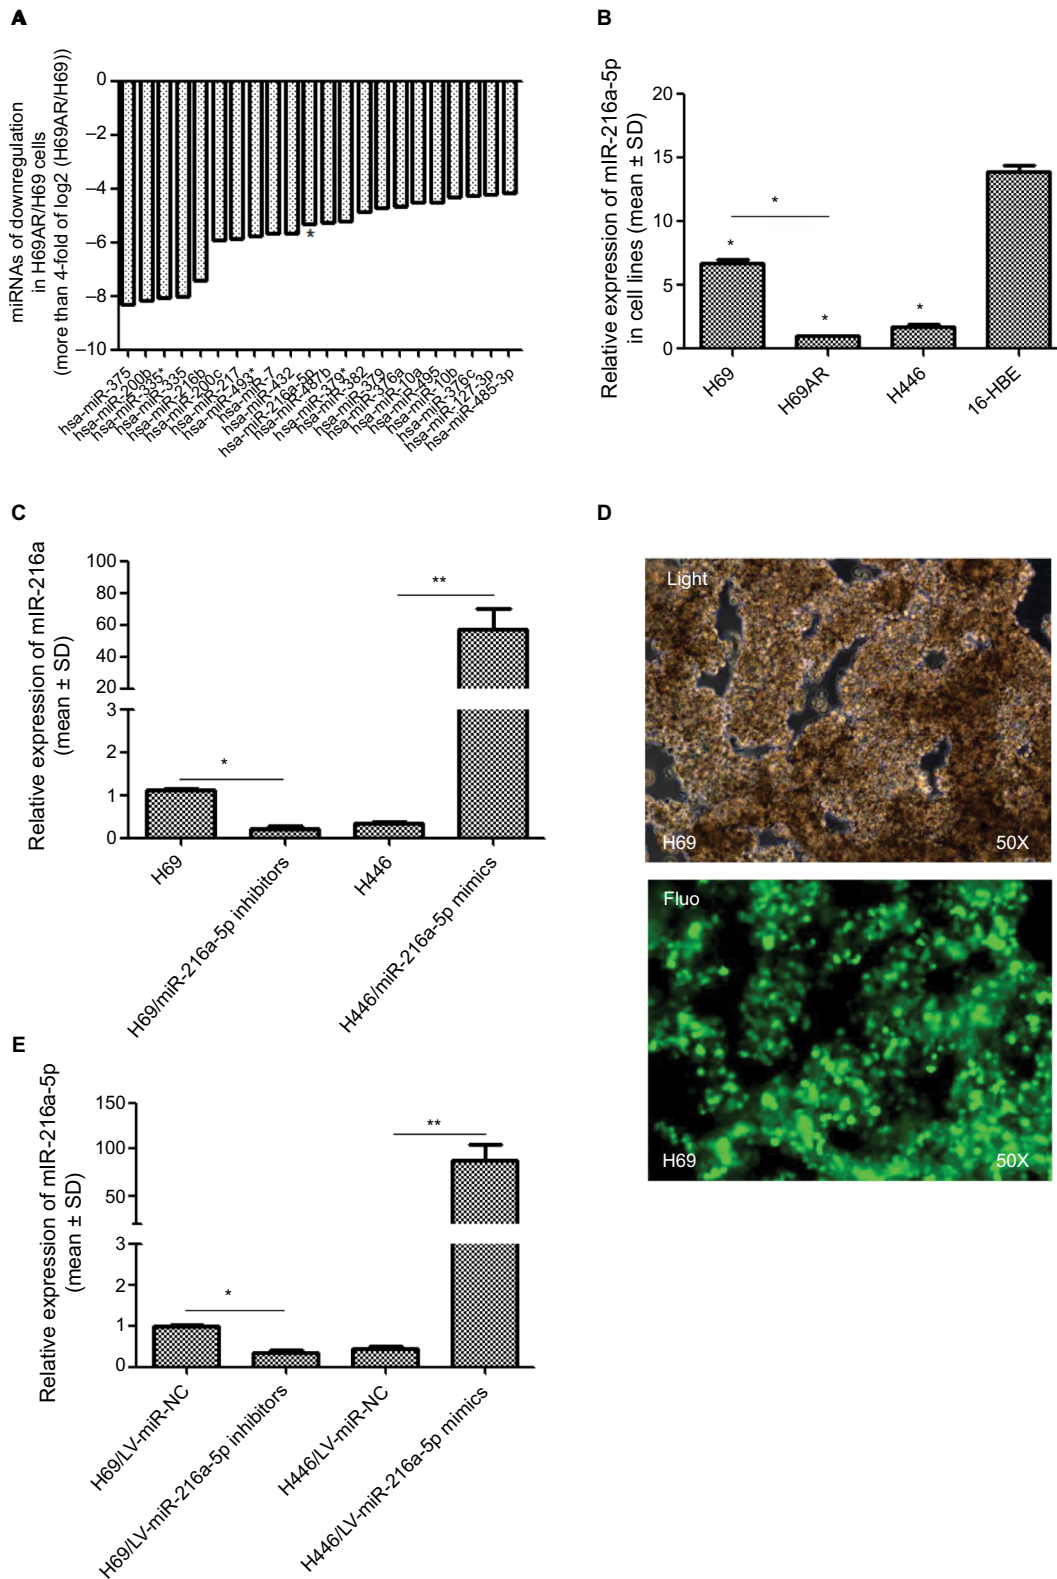 A
miRNAs of downregulation
in H69AR/H69 cells
(more than 4-fold of log2 (H69AR/H69))
0
–2
–4
–6
–8
–10
*
hsa-miR-375
hsa-miR-200b
hsa-miR-335*
hsa-miR-335
hsa-miR-216b
hsa-miR-200c
hsa-miR-217
hsa-miR-493*
hsa-miR-7
hsa-miR-432
hsa-miR-216a-5p
hsa-miR-487b
hsa-miR-379*
hsa-miR-382
hsa-miR-379
hsa-miR-376a
hsa-miR-10a
hsa-miR-495
hsa-miR-10b
hsa-miR-376c
hsa-miR-127-3p
hsa-miR-485-3p
B
Relative expression of mIR-216a-5p
in cell lines (mean ± SD)
20
15
10
5
0
*
*
*
*
H69
H69AR
H446
16-HBE
C
Relative expression of mIR-216a
(mean ± SD)
100
80
60
40
20
3
2
1
0
*
**
H69
H69/miR-216a-5p inhibitors
H446
H446/miR-216a-5p mimics
D
Light
H69 50X
Fluo
H69 50X
E
Relative expression of mIR-216a-5p
(mean ± SD)
150
100
50
3
2
1
0
*
**
H69/LV-miR-NC
H69/LV-miR-216a-5p inhibitors
H446/LV-miR-NC
H446/LV-miR-216a-5p mimics